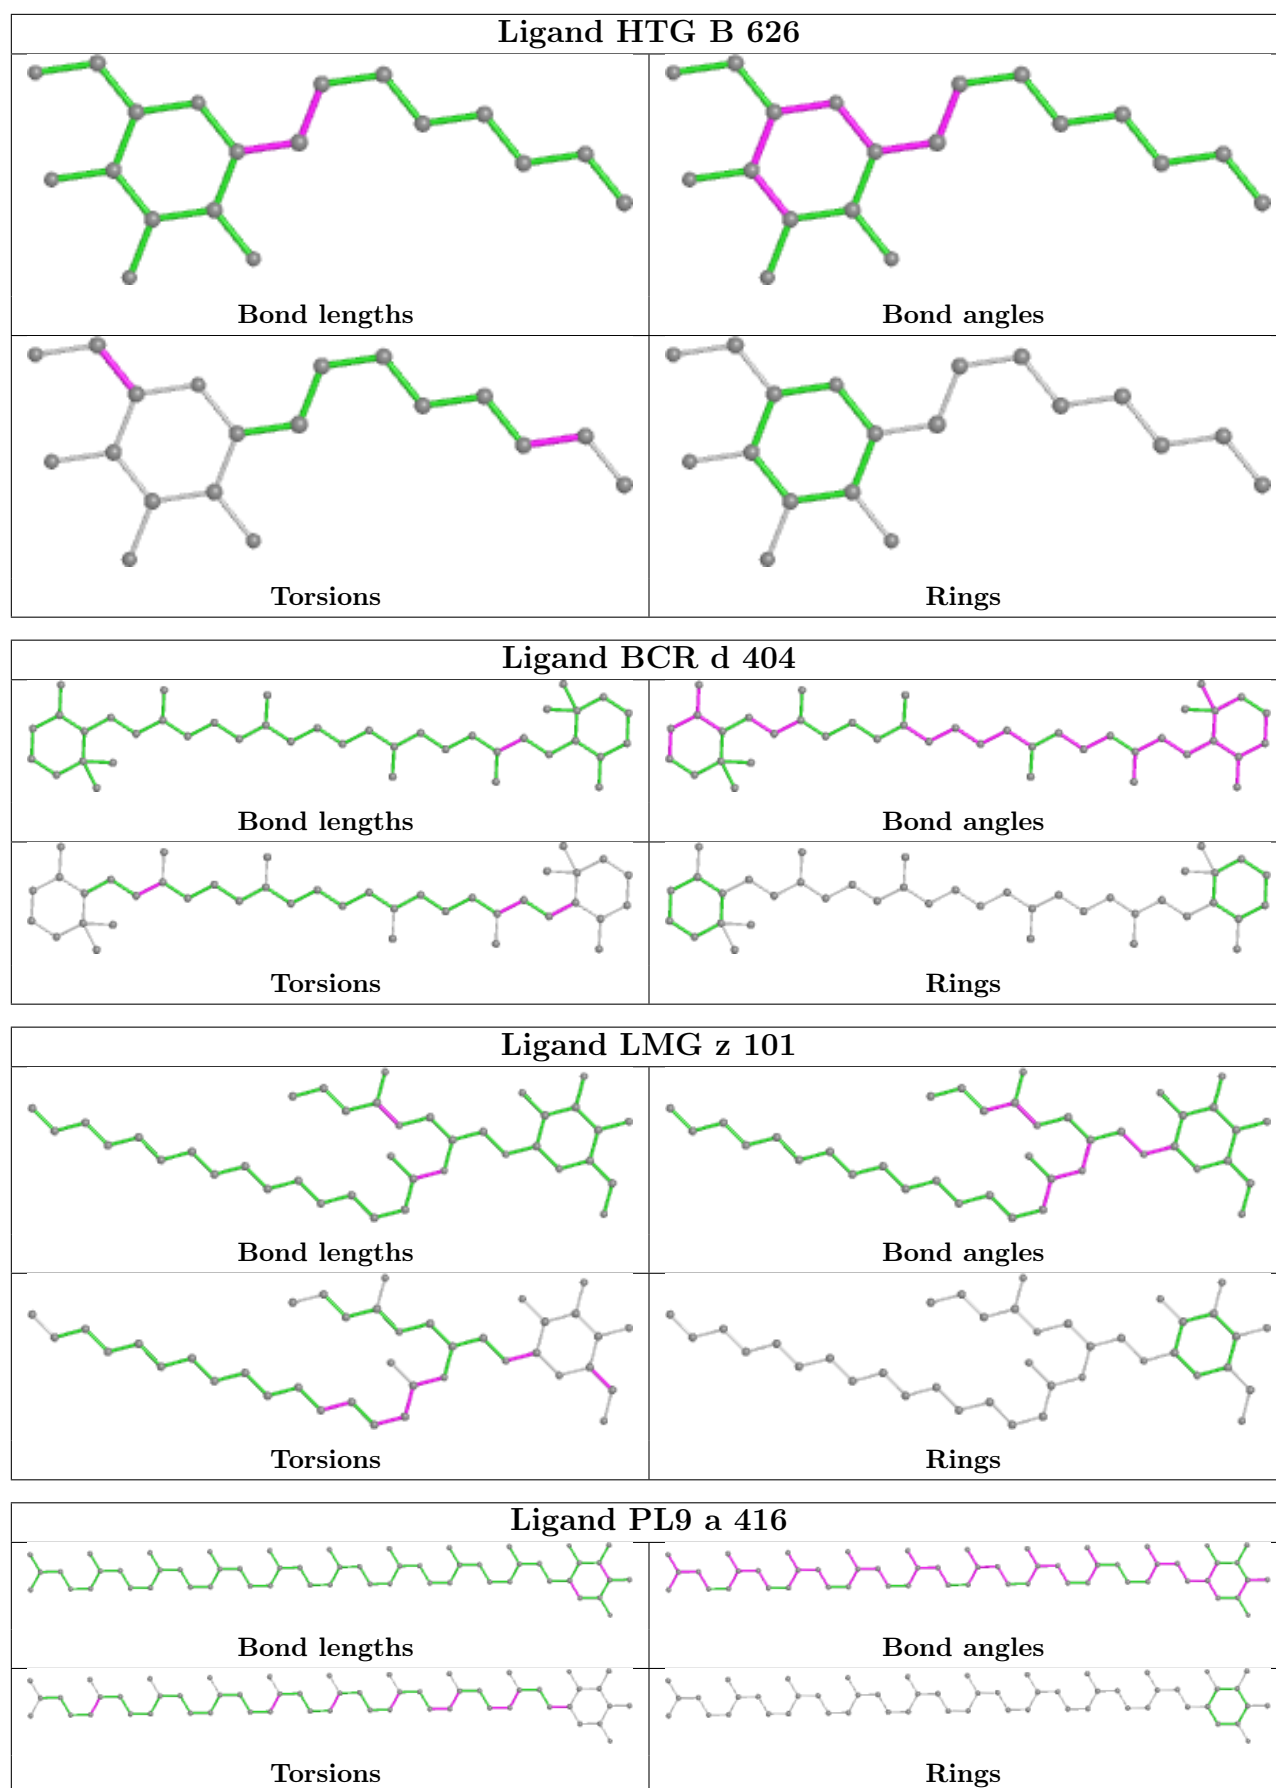 Ligand HTG B 626
Bond lengths
Bond angles
Torsions
Rings
Ligand BCR d 404
Bond lengths
Bond angles
Torsions
Rings
Ligand LMG z 101
Bond lengths
Bond angles
Torsions
Rings
Ligand PL9 a 416
Bond lengths
Bond angles
Torsions
Rings